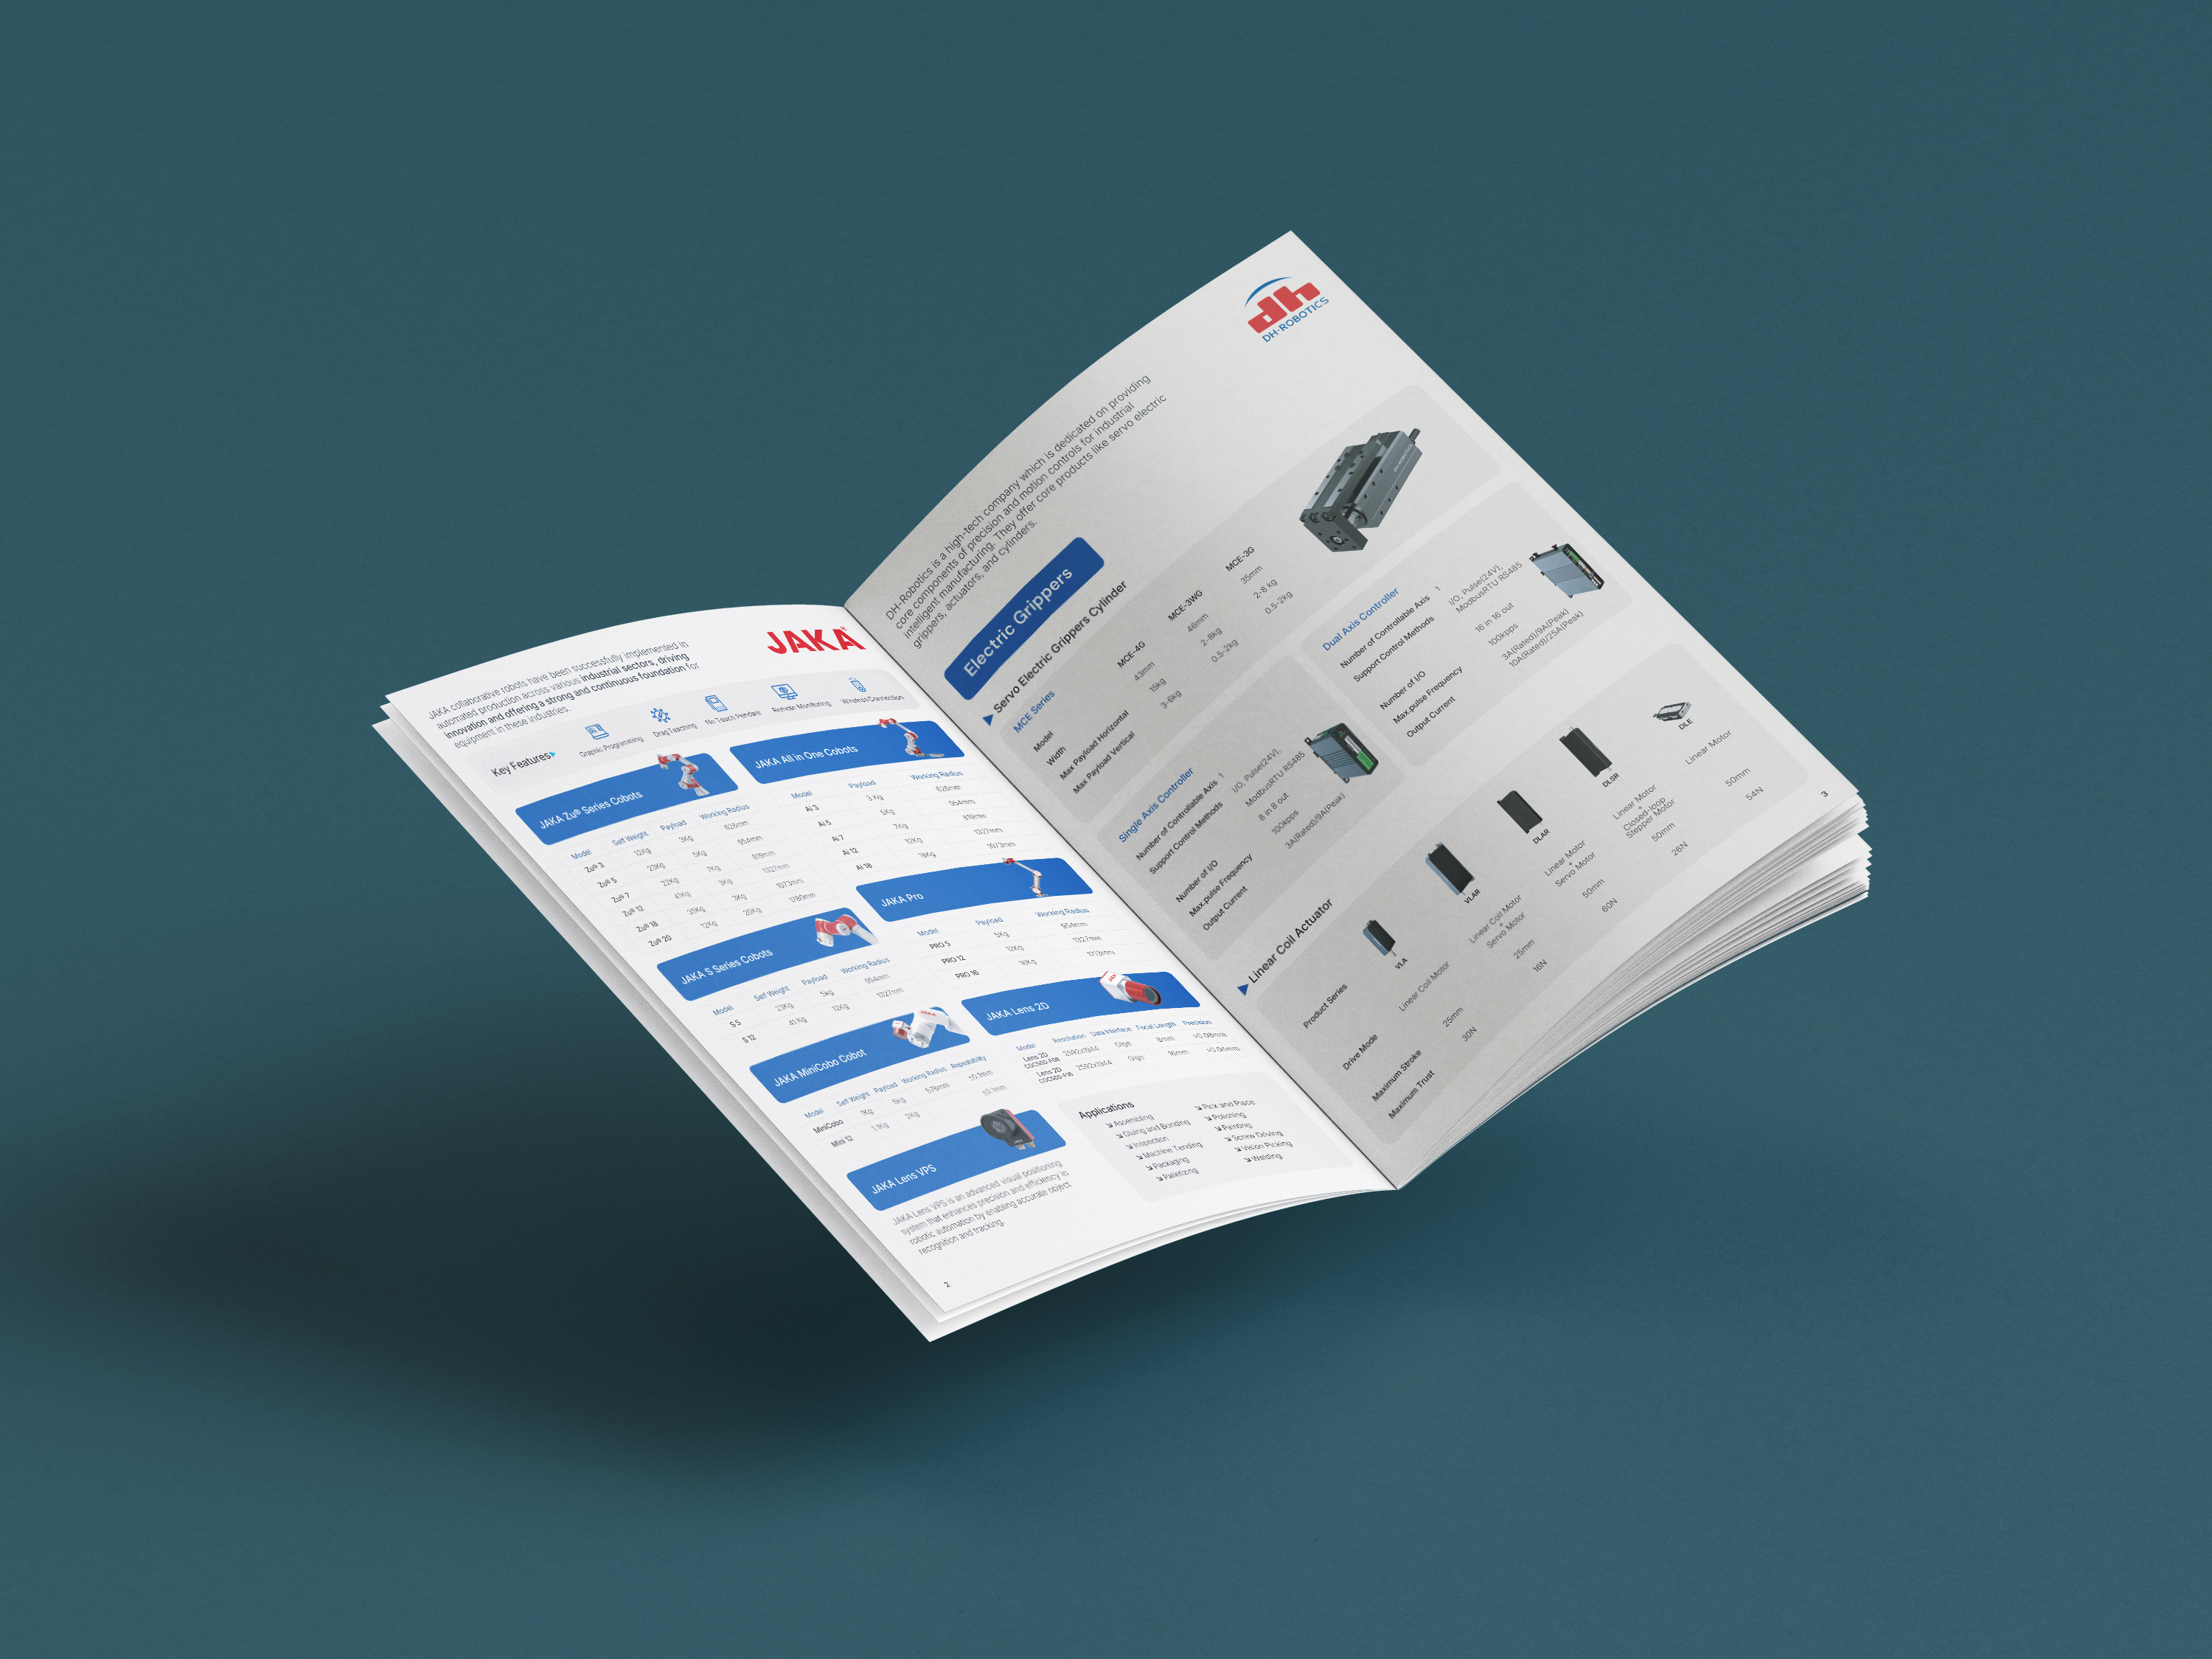 JAKA collaborative robots have been successfully implemented in
automated production across various industrial sectors, driving
innovation and offering a strong and continuous foundation for
equipment in these industries.
JAKA®
Key Features
Graphic Programming
Drag Teaching
No Teach Pendant
Remote Monitoring
Wireless Connection
JAKA Zu® Series Cobots
Model Self Weight Payload Working Radius
Zu® 3 12Kg 3Kg 626mm
Zu® 5 23Kg 5Kg 954mm
Zu® 7 22Kg 7Kg 819mm
Zu® 12 41Kg 1327mm
Zu® 18 35Kg 1073mm
Zu® 20 20Kg 1780mm
JAKA All in One Cobots
Model Payload Working Radius
Ai 3 3 Kg 626mm
Ai 5 5Kg 954mm
Ai 7 7Kg 819mm
Ai 12 12Kg 1327mm
Ai 18 18Kg 1073mm
JAKA S Series Cobots
Model Self Weight Payload Working Radius
S 5 23Kg 5kg 954mm
S 12 41 Kg 12Kg 1327mm
JAKA Pro
Model Payload Working Radius
PRO 5 5Kg 954mm
PRO 12 12Kg 1327mm
PRO 16 16Kg 1713mm
JAKA MiniCobo Cobot
Model Self Weight Payload Working Radius Repeatability
MiniCobo 1Kg 5kg 576mm ±0.1mm
Mini 12 1.1Kg 2Kg ±0.1mm
JAKA Lens 2D
Model Resolution Data Interface Focal Length Precision
Lens 2D 2592x1944 Gige 8mm
Lens 2D 2592x1944 Gige 16mm
JAKA Lens VPS
JAKA Lens VPS is an advanced visual positioning
system that enhances precision and efficiency in
robotic automation by enabling accurate object
recognition and tracking.
Applications
Assembling
Gluing and Bonding
Inspection
Machine Tending
Packaging
Palletizing
Pick and Place
Polishing
Painting
Screw Driving
Vision Picking
Welding
2
dh
DH-ROBOTICS
DH-Robotics is a high-tech company which is dedicated on providing
core components of precision and motion controls for industrial
intelligent manufacturing. They offer core products like servo electric
grippers, actuators, and cylinders.
Electric Grippers
Servo Electric Grippers Cylinder
MCE Series
Model MCE-4G MCE-3WG MCE-3G
Width 43mm 46mm 35mm
Max Payload Horizontal 15kg 2-8kg 2-8 kg
Max Payload Vertical 3-6kg 0.5-2kg 0.5-2kg
Single Axis Controller
Number of Controllable Axis 1
Support Control Methods I/O, Pulse(24V),
ModbusRTU RS485
Number of I/O 8 in 8 out
Max.pulse Frequency 100kpps
Output Current 3A(Rated)/9A(Peak)
Dual Axis Controller
Number of Controllable Axis 1
Support Control Methods I/O, Pulse(24V),
ModbusRTU RS485
Number of I/O 16 in 16 out
Max.pulse Frequency 100kpps
Output Current 3A(Rated)/9A(Peak)
10A(Rated)/25A(Peak)
Linear Coil Actuator
Product Series VLA VLAR DLAR DLSR DLE
Drive Mode
Linear Coil Motor
Linear Coil Motor
+
Servo Motor
Linear Motor
+
Servo Motor
Linear Motor
+
Closed-loop
Stepper Motor
Linear Motor
Maximum Stroke 25mm 25mm 50mm 50mm 50mm
Maximum Trust 30N 16N 60N 26N 54N
3